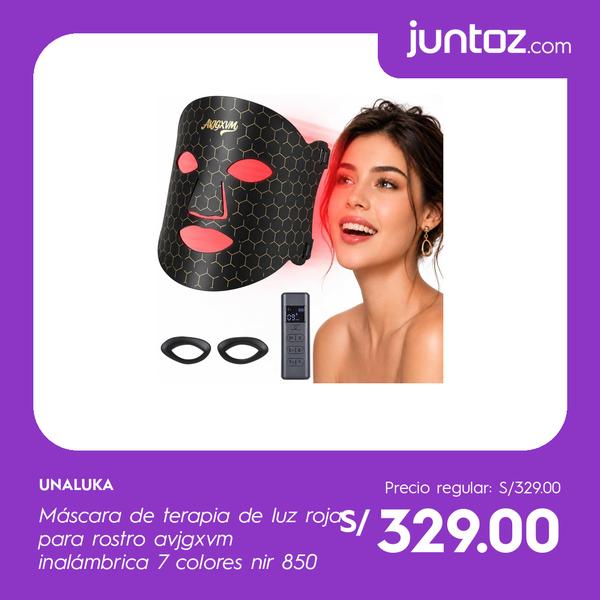 juntoz.com
AVJGXVM
UNALUKA
Precio regular: S/329.00
Máscara de terapia de luz roja
para rostro avjgxvm
inalámbrica 7 colores nir 850
S/ 329.00